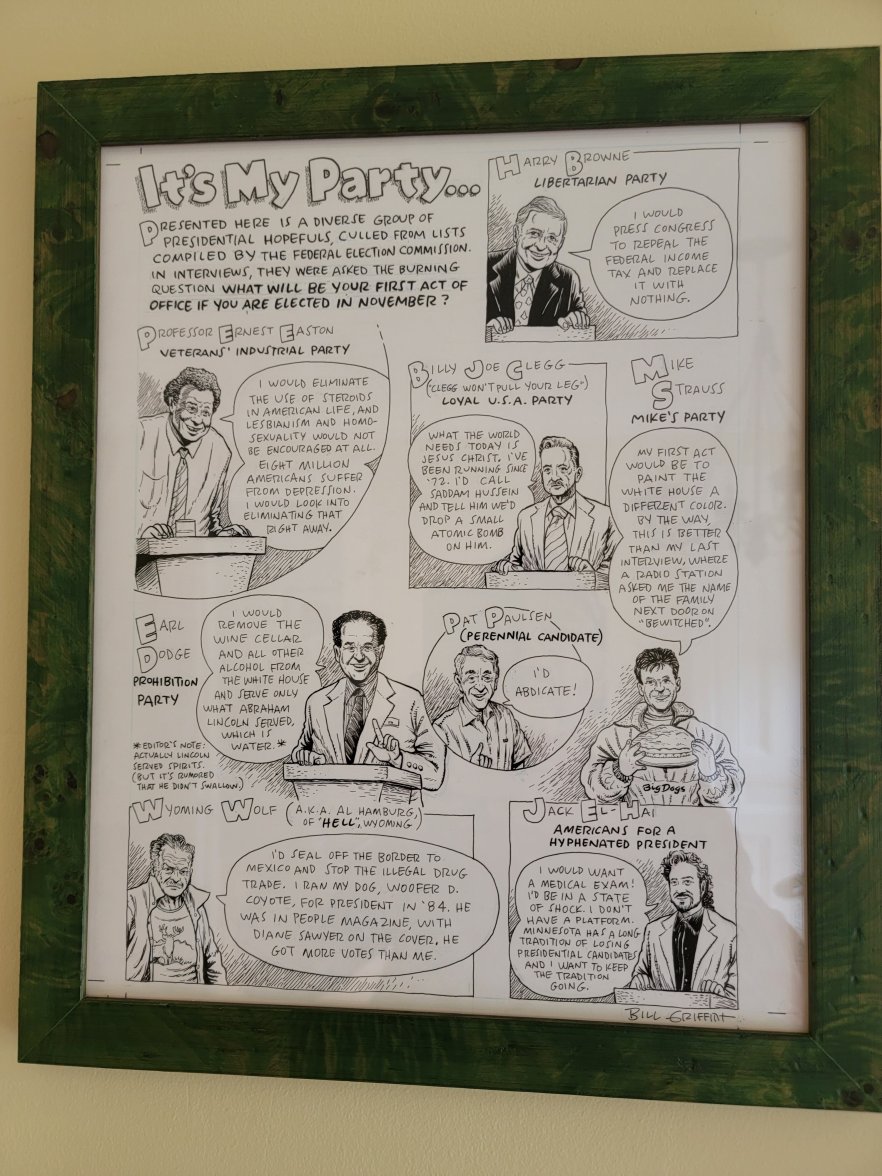 It's My Party...
PRESENTED HERE IS A DIVERSE GROUP OF
PRESIDENTIAL HOPEFULS, CULLED FROM LISTS
COMPILED BY THE FEDERAL ELECTION COMMISSION.
IN INTERVIEWS, THEY WERE ASKED THE BURNING
QUESTION WHAT WILL BE YOUR FIRST ACT OF
OFFICE IF YOU ARE ELECTED IN NOVEMBER?
HARRY BROWNE
LIBERTARIAN PARTY
I WOULD
PRESS CONGRESS
TO REPEAL THE
FEDERAL INCOME
TAX AND REPLACE
IT WITH
NOTHING.
PROFESSOR ERNEST EASTON
VETERANS' INDUSTRIAL PARTY
I WOULD ELIMINATE
THE USE OF STEROIDS
IN AMERICAN LIFE, AND
LESBIANISM AND HOMO-
SEXUALITY WOULD NOT
BE ENCOURAGED AT ALL.
EIGHT MILLION
AMERICANS SUFFER
FROM DEPRESSION.
I WOULD LOOK INTO
ELIMINATING THAT
RIGHT AWAY.
BILLY JOE CLEGG
("CLEGG WON'T PULL YOUR LEG")
LOYAL U.S.A. PARTY
WHAT THE WORLD
NEEDS TODAY IS
JESUS CHRIST. I'VE
BEEN RUNNING SINCE
'72. I'D CALL
SADDAM HUSSEIN
AND TELL HIM WE'D
DROP A SMALL
ATOMIC BOMB
ON HIM.
MIKE
STRAUSS
MIKE'S PARTY
MY FIRST ACT
WOULD BE TO
PAINT THE
WHITE HOUSE A
DIFFERENT COLOR.
BY THE WAY,
THIS IS BETTER
THAN MY LAST
INTERVIEW, WHERE
A RADIO STATION
ASKED ME THE NAME
OF THE FAMILY
NEXT DOOR ON
"BEWITCHED".
Big Dogs
EARL
DODGE
PROHIBITION
PARTY
I WOULD
REMOVE THE
WINE CELLAR
AND ALL OTHER
ALCOHOL FROM
THE WHITE HOUSE
AND SERVE ONLY
WHAT ABRAHAM
LINCOLN SERVED,
WHICH IS
WATER.*
* EDITOR'S NOTE:
ACTUALLY LINCOLN
SERVED SPIRITS.
(BUT IT'S RUMORED
THAT HE DIDN'T SWALLOW.)
PAT PAULSEN
(PERENNIAL CANDIDATE)
I'D
ABDICATE!
WYOMING WOLF (A.K.A. AL HAMBURG,
OF "HELL", WYOMING)
I'D SEAL OFF THE BORDER TO
MEXICO AND STOP THE ILLEGAL DRUG
TRADE. I RAN MY DOG, WOOFER D.
COYOTE, FOR PRESIDENT IN '84. HE
WAS IN PEOPLE MAGAZINE, WITH
DIANE SAWYER ON THE COVER, HE
GOT MORE VOTES THAN ME.
JACK EL-HAI
AMERICANS FOR A
HYPHENATED PRESIDENT
I WOULD WANT
A MEDICAL EXAM!
I'D BE IN A STATE
OF SHOCK. I DON'T
HAVE A PLATFORM.
MINNESOTA HAS A LONG
TRADITION OF LOSING
PRESIDENTIAL CANDIDATES
AND I WANT TO KEEP
THE TRADITION
GOING.
BILL GRIFFITH